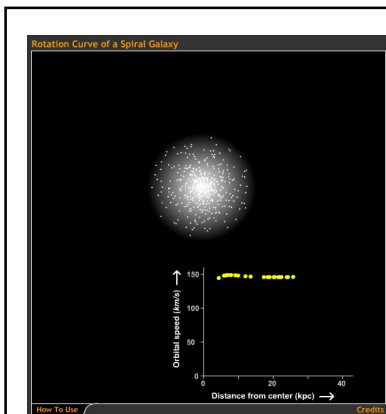 Rotation Curve of a Spiral Galaxy
Orbital speed (km/s) →
150
100
50
0
0
20
40
Distance from center (kpc) →
How To Use
Credits